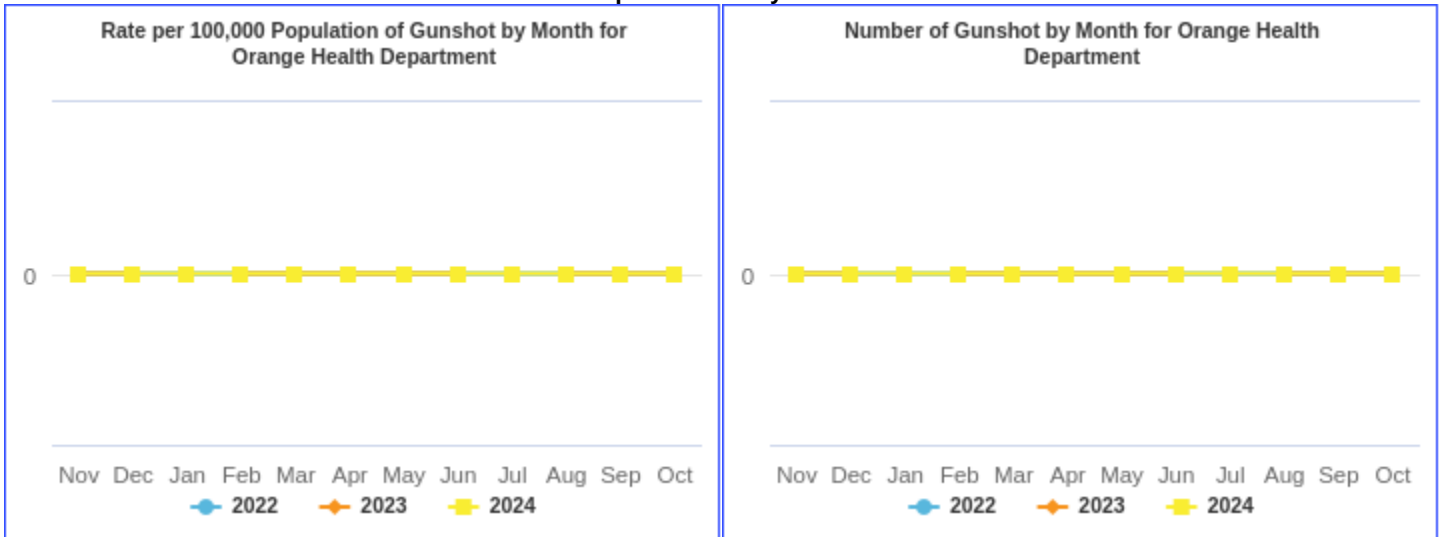 Rate per 100,000 Population of Gunshot by Month for
Orange Health Department
0
Nov Dec Jan Feb Mar Apr May Jun Jul Aug Sep Oct
2022 2023 2024
Number of Gunshot by Month for Orange Health
Department
0
Nov Dec Jan Feb Mar Apr May Jun Jul Aug Sep Oct
2022 2023 2024